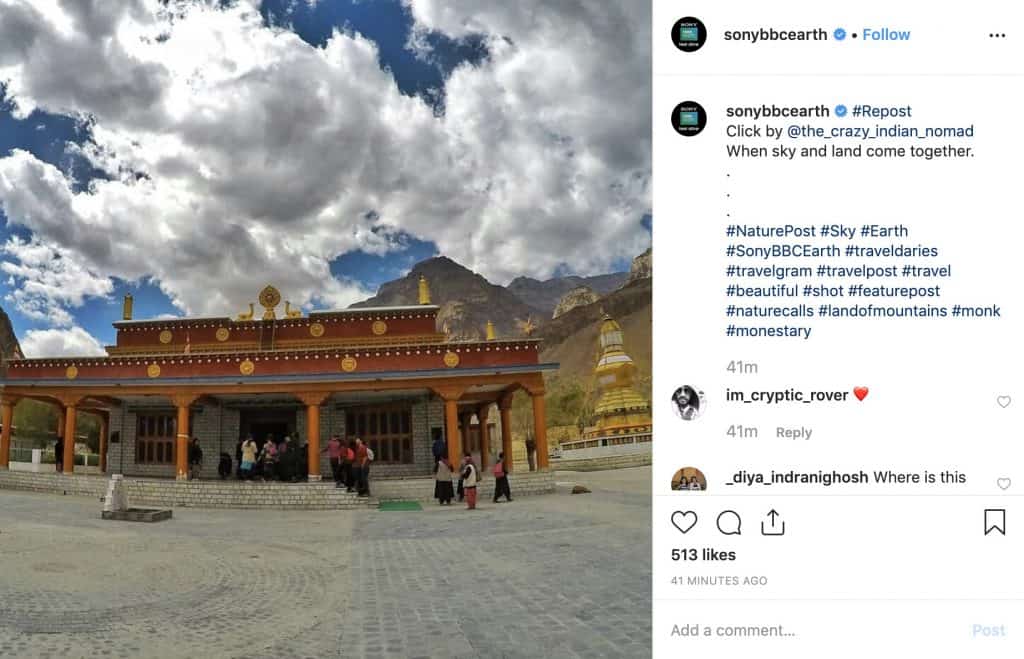 sonybbcearth • Follow
sonybbcearth #Repost
Click by @the_crazy_indian_nomad
When sky and land come together.
.
.
.
#NaturePost #Sky #Earth
#SonyBBCEarth #traveldaries
#travelgram #travelpost #travel
#beautiful #shot #featurepost
#naturecalls #landofmountains #monk
#monestary
41m
im_cryptic_rover ❤️
41m Reply
_diya_indranighosh Where is this
513 likes
41 MINUTES AGO
Add a comment... Post